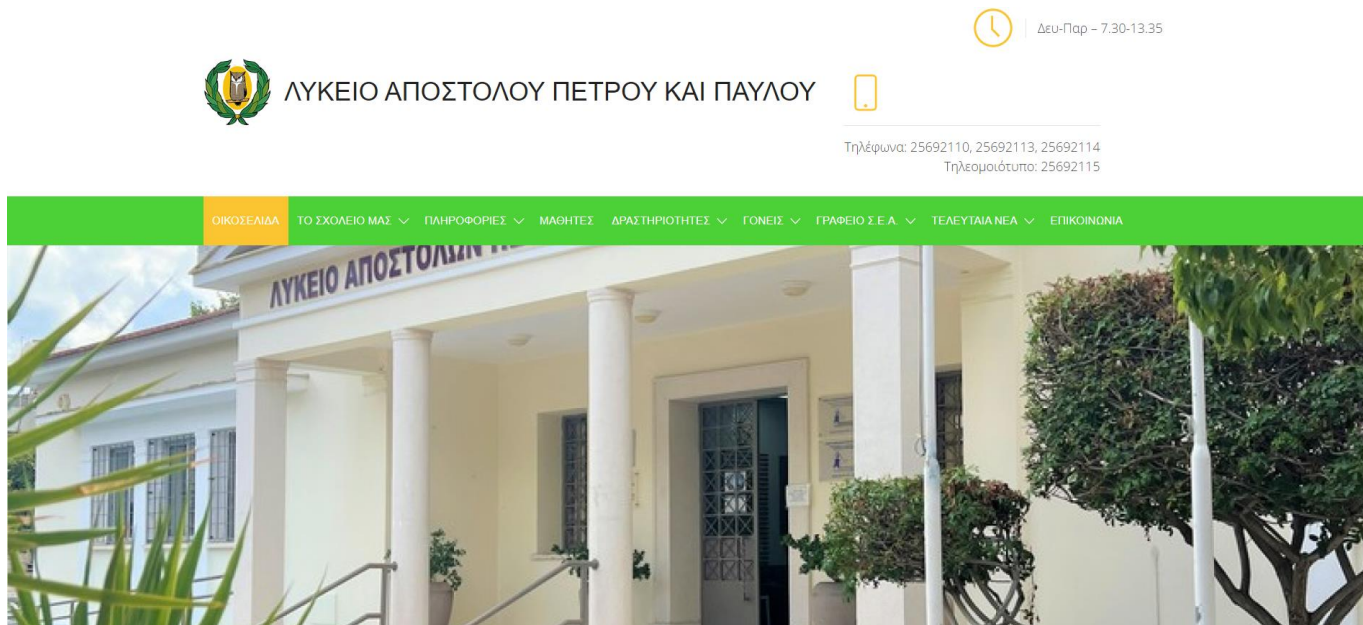 Δευ-Παρ – 7.30-13.35
ΛΥΚΕΙΟ ΑΠΟΣΤΟΛΟΥ ΠΕΤΡΟΥ ΚΑΙ ΠΑΥΛΟΥ
Τηλέφωνα: 25692110, 25692113, 25692114
Τηλεομοιότυπο: 25692115
ΟΙΚΟΣΕΛΙΔΑ ΤΟ ΣΧΟΛΕΙΟ ΜΑΣ ΠΛΗΡΟΦΟΡΙΕΣ ΜΑΘΗΤΕΣ ΔΡΑΣΤΗΡΙΟΤΗΤΕΣ ΓΟΝΕΙΣ ΓΡΑΦΕΙΟ Σ.Ε.Α. ΤΕΛΕΥΤΑΙΑ ΝΕΑ ΕΠΙΚΟΙΝΩΝΙΑ
ΛΥΚΕΙΟ ΑΠΟΣΤΟΛΩΝ